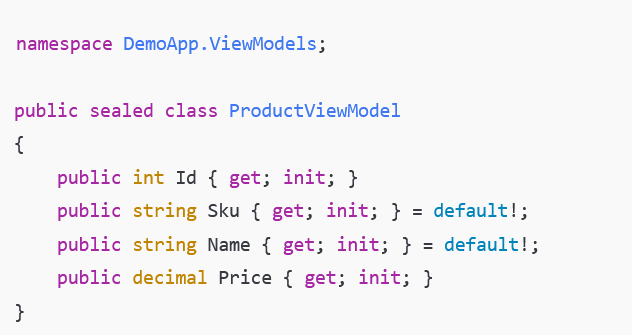 namespace DemoApp.ViewModels;

public sealed class ProductViewModel
{
    public int Id { get; init; }
    public string Sku { get; init; } = default!;
    public string Name { get; init; } = default!;
    public decimal Price { get; init; }
}